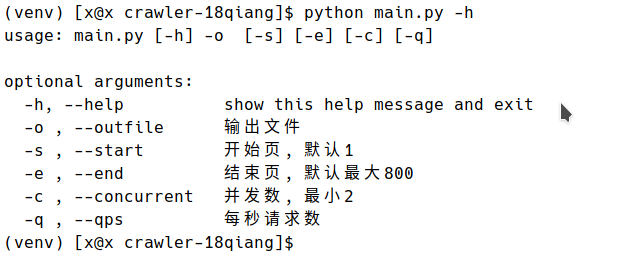 (venv) [x@x crawler-18qiang]$ python main.py -h
usage: main.py [-h] -o  [-s] [-e] [-c] [-q]
optional arguments:
  -h, --help          show this help message and exit
  -o , --outfile      输出文件
  -s , --start        开始页，默认1
  -e , --end          结束页，默认最大800
  -c , --concurrent   并发数，最小2
  -q , --qps          每秒请求数
(venv) [x@x crawler-18qiang]$